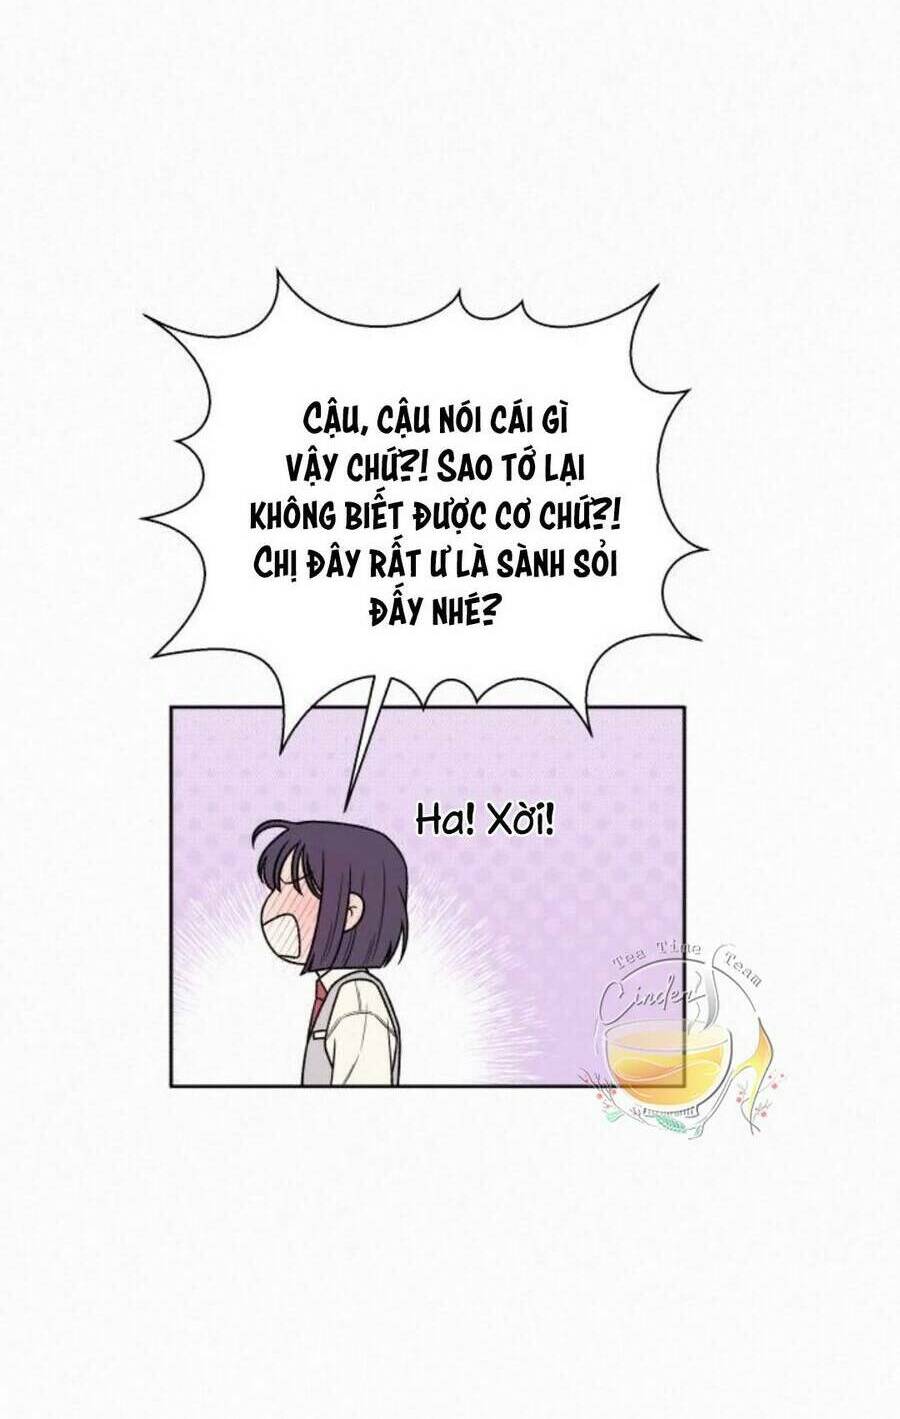 CẬU, CẬU NÓI CÁI GÌ
VẬY CHỨ?! SAO TỚ LẠI
KHÔNG BIẾT ĐƯỢC CƠ CHỨ?!
CHỊ ĐÂY RẤT Ư LÀ SÀNH SỎI
ĐẤY NHÉ?
Ha! Xời!
Tea Time Team
Cinder